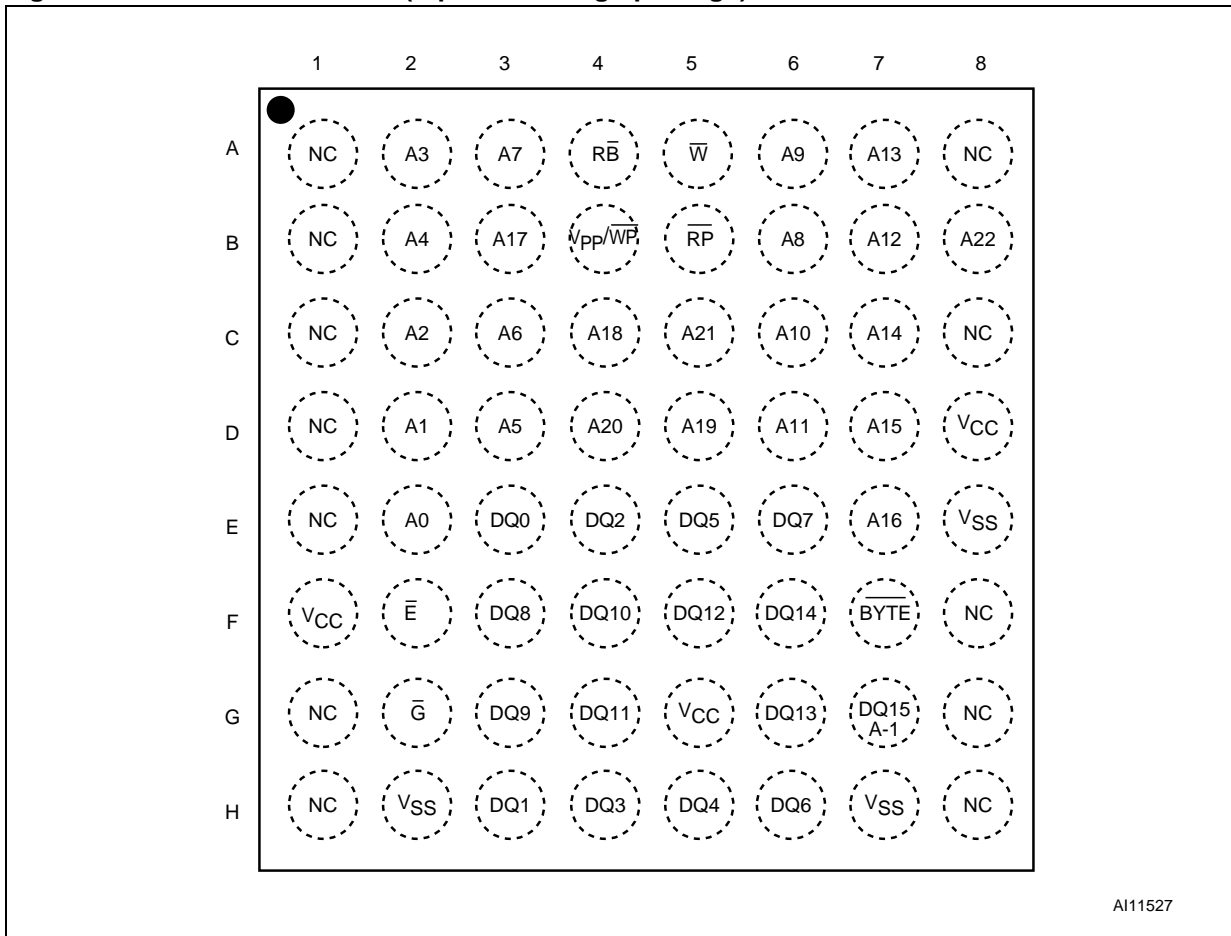 1 2 3 4 5 6 7 8
A NC A3 A7 RB̅ W̅ A9 A13 NC
B NC A4 A17 VPP/W̅P̅ R̅P̅ A8 A12 A22
C NC A2 A6 A18 A21 A10 A14 NC
D NC A1 A5 A20 A19 A11 A15 VCC
E NC A0 DQ0 DQ2 DQ5 DQ7 A16 VSS
F VCC E̅ DQ8 DQ10 DQ12 DQ14 B̅Y̅T̅E̅ NC
G NC G̅ DQ9 DQ11 VCC DQ13 DQ15 A-1 NC
H NC VSS DQ1 DQ3 DQ4 DQ6 VSS NC
AI11527